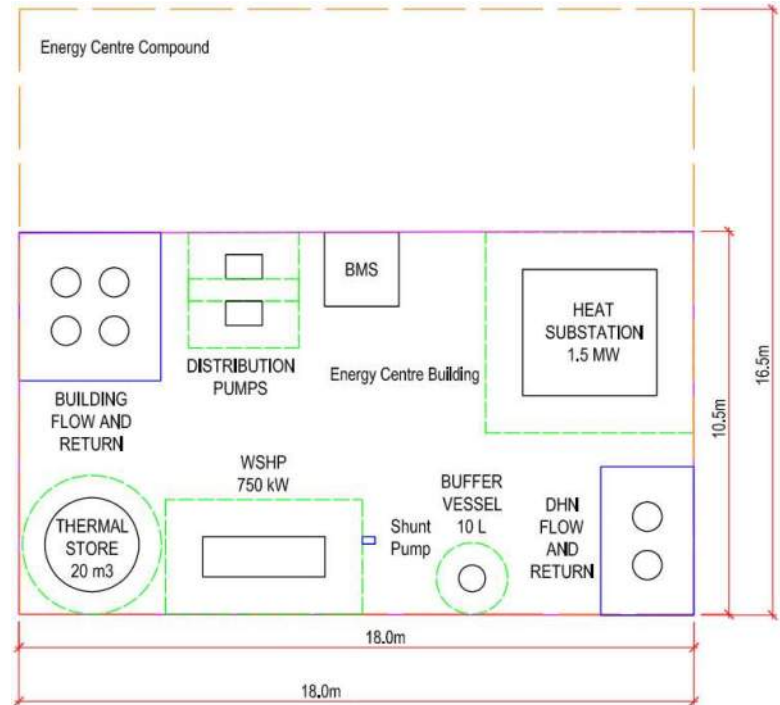 Energy Centre Compound
BMS
HEAT
SUBSTATION
1.5 MW
DISTRIBUTION
PUMPS
Energy Centre Building
BUILDING
FLOW AND
RETURN
WSHP
750 kW
BUFFER
VESSEL
10 L
Shunt
Pump
DHN
FLOW
AND
RETURN
THERMAL
STORE
20 m3
10.5m
16.5m
18.0m
18.0m